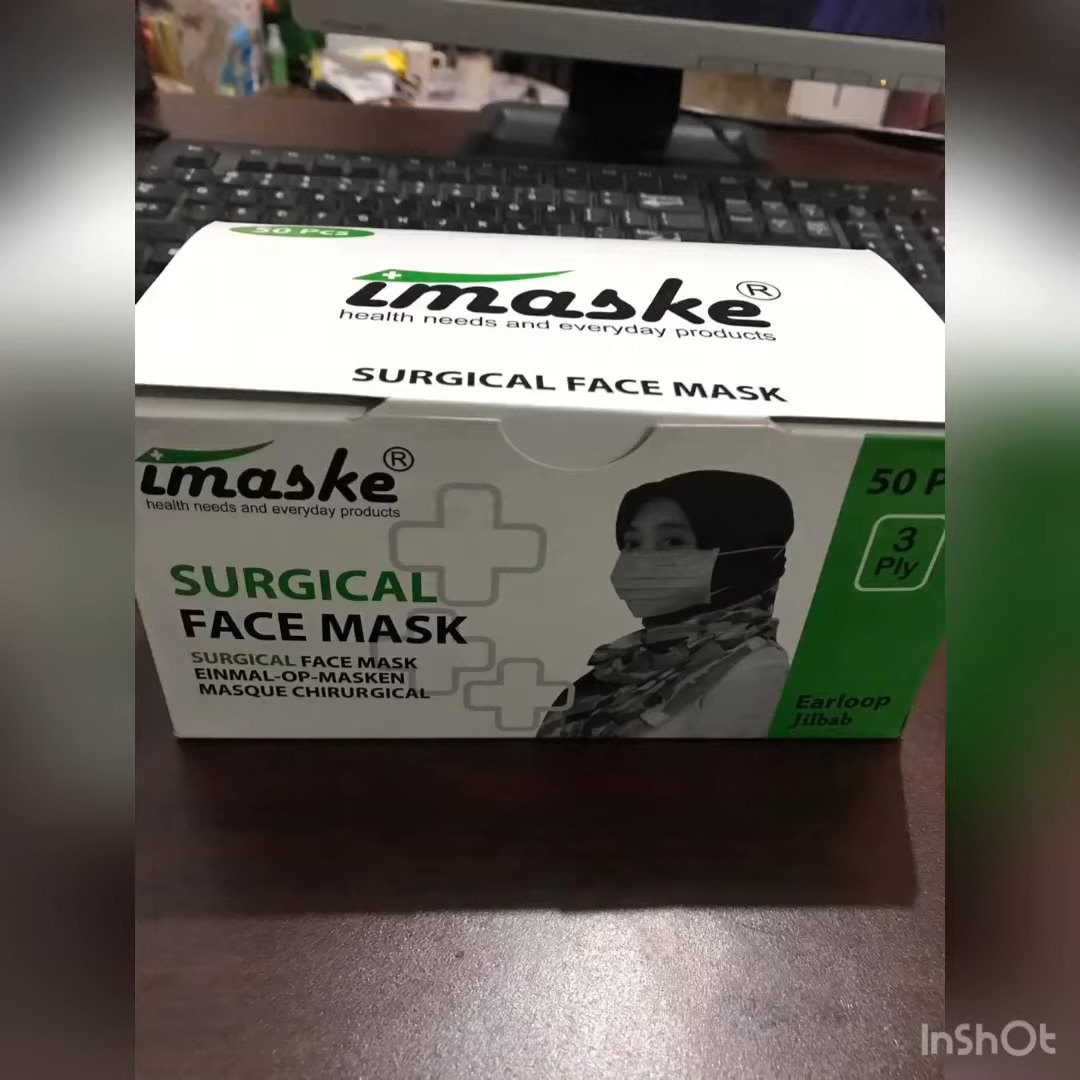 50 Pcs
imaske®
health needs and everyday products
SURGICAL FACE MASK
imaske®
health needs and everyday products
SURGICAL
FACE MASK
SURGICAL FACE MASK
EINMAL-OP-MASKEN
MASQUE CHIRURGICAL
50 P
3
Ply
Earloop
Jilbab
InShOt